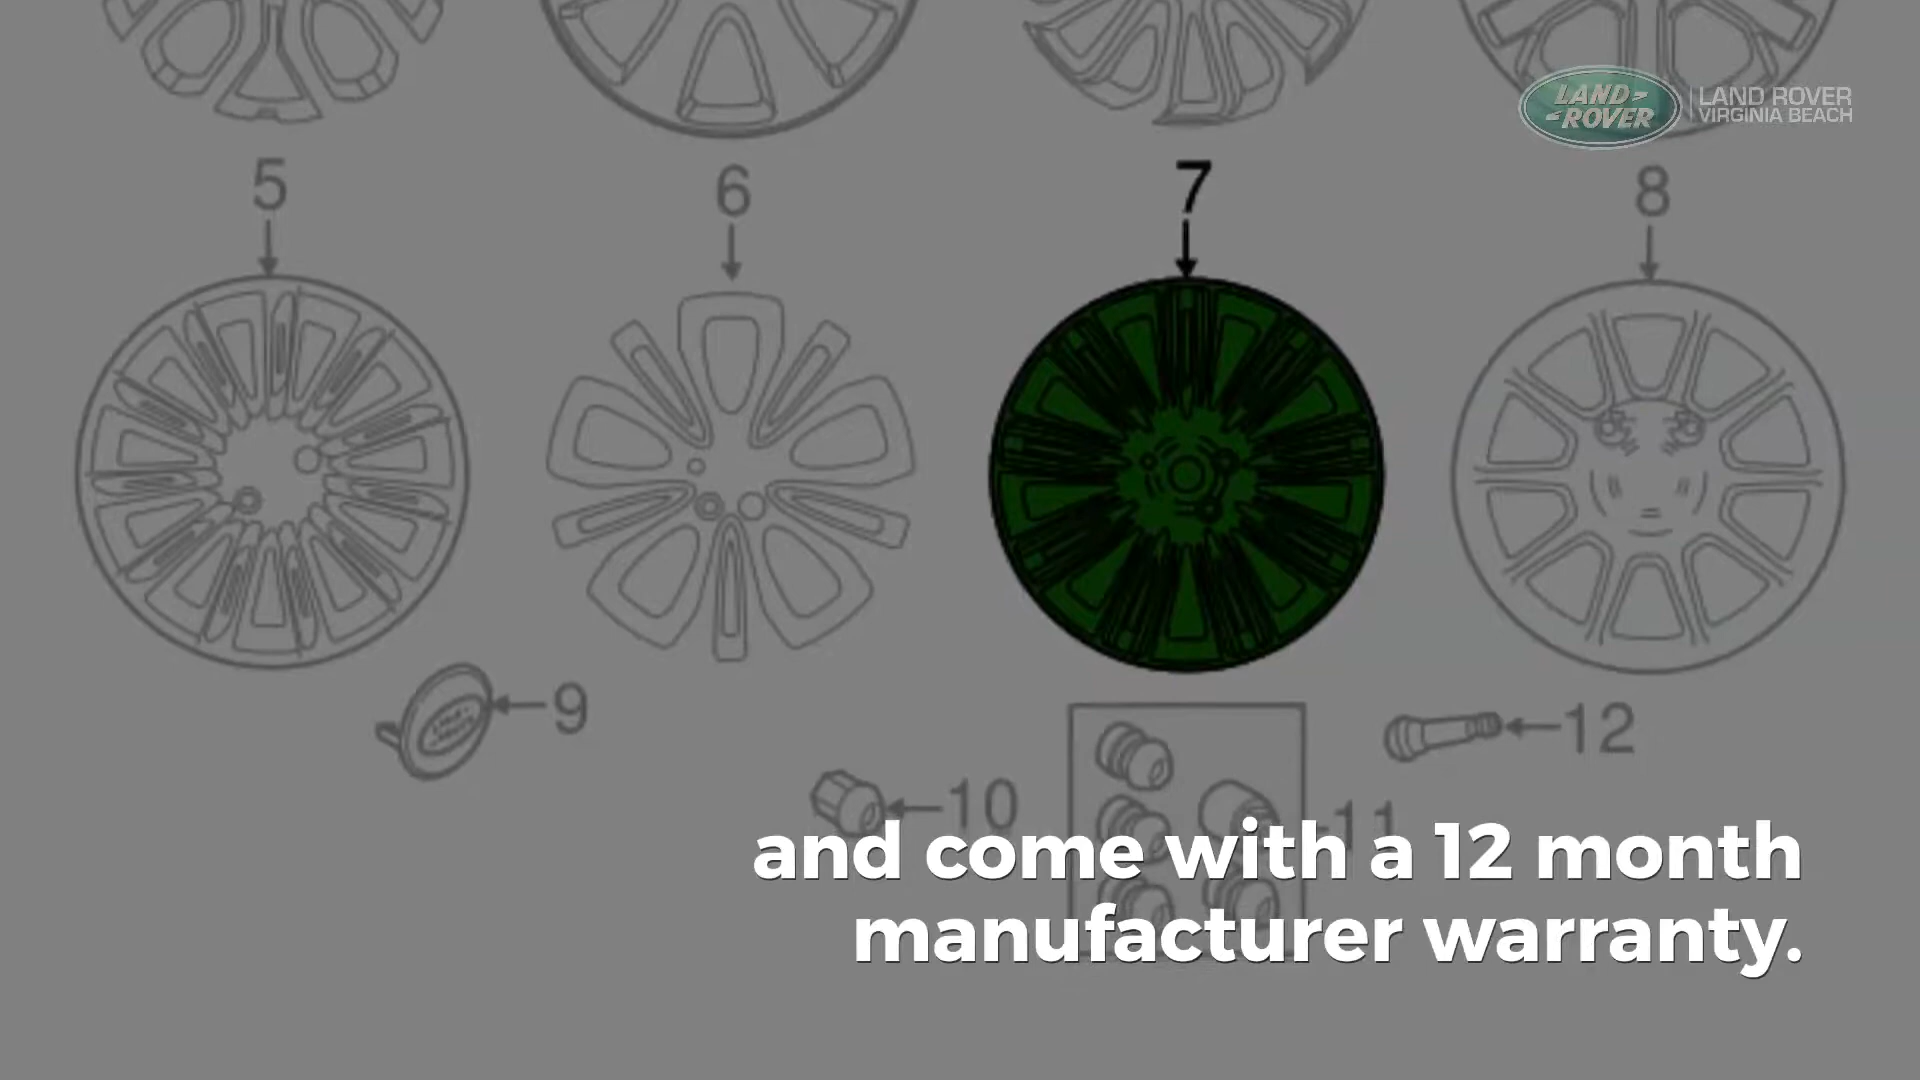 LAND
ROVER
LAND ROVER
VIRGINIA BEACH
5
6
7
8
9
10
11
12
and come with a 12 month
manufacturer warranty.